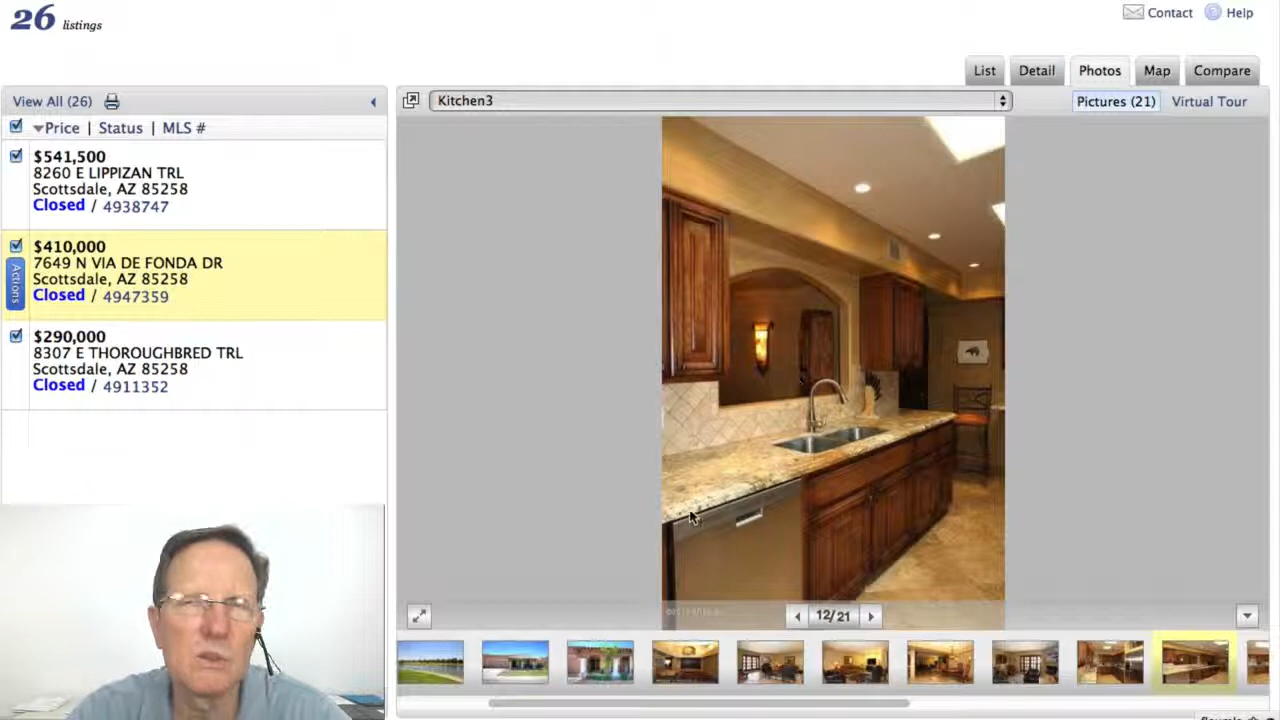 26 listings
Contact Help
List Detail Photos Map Compare
View All (26)
Kitchen3
Pictures (21) Virtual Tour
Price | Status | MLS #
$541,500
8260 E LIPPIZAN TRL
Scottsdale, AZ 85258
Closed / 4938747
$410,000
7649 N VIA DE FONDA DR
Scottsdale, AZ 85258
Closed / 4947359
Actions
$290,000
8307 E THOROUGHBRED TRL
Scottsdale, AZ 85258
Closed / 4911352
12/21